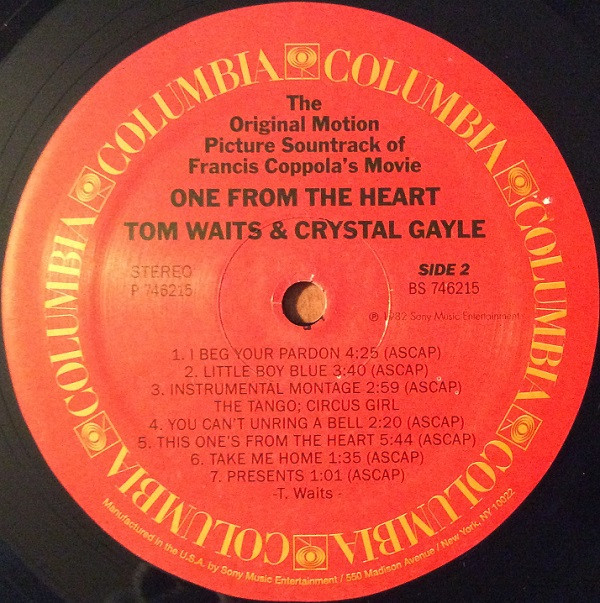 COLUMBIA COLUMBIA COLUMBIA COLUMBIA COLUMBIA COLUMBIA COLUMBIA COLUMBIA
The
Original Motion
Picture Sountrack of
Francis Coppola's Movie
ONE FROM THE HEART
TOM WAITS & CRYSTAL GAYLE
STEREO
P 746215
SIDE 2
BS 746215
℗ 1982 Sony Music Entertainment
1. I BEG YOUR PARDON 4:25 (ASCAP)
2. LITTLE BOY BLUE 3:40 (ASCAP)
3. INSTRUMENTAL MONTAGE 2:59 (ASCAP)
THE TANGO; CIRCUS GIRL
4. YOU CAN'T UNRING A BELL 2:20 (ASCAP)
5. THIS ONE'S FROM THE HEART 5:44 (ASCAP)
6. TAKE ME HOME 1:35 (ASCAP)
7. PRESENTS 1:01 (ASCAP)
-T. Waits -
Manufactured in the U.S.A. by Sony Music Entertainment / 550 Madison Avenue / New York, NY 10022